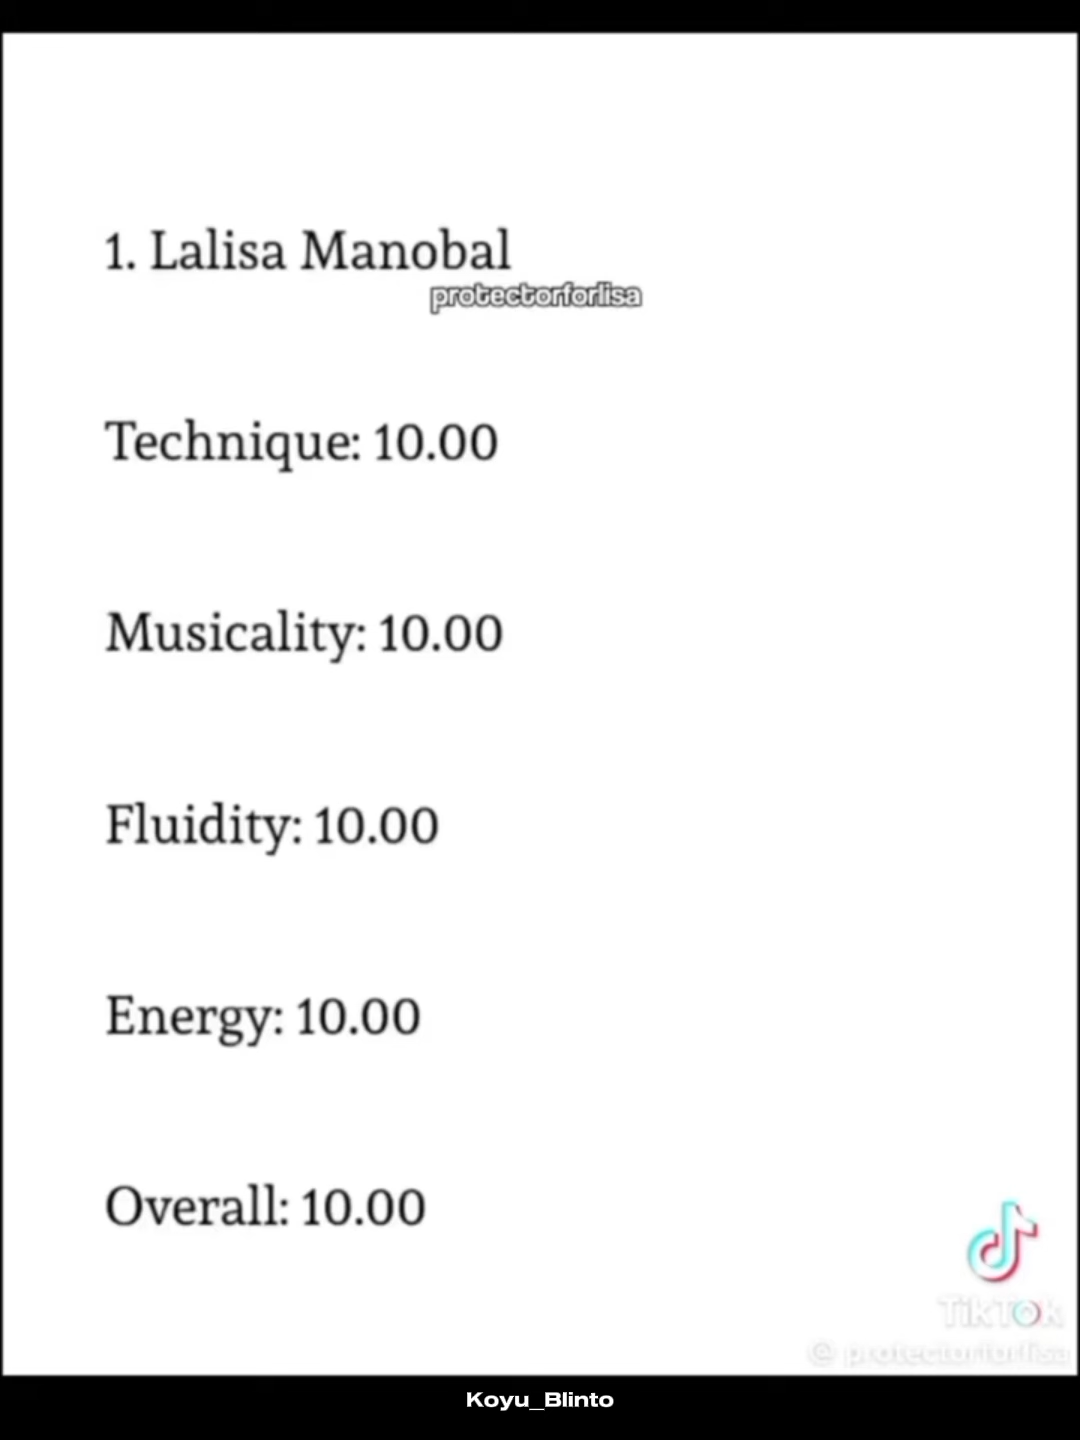 1. Lalisa Manobal
protectorforlisa
Technique: 10.00
Musicality: 10.00
Fluidity: 10.00
Energy: 10.00
Overall: 10.00
TikTok
@ protectorforlisa
Koyu_Blinto